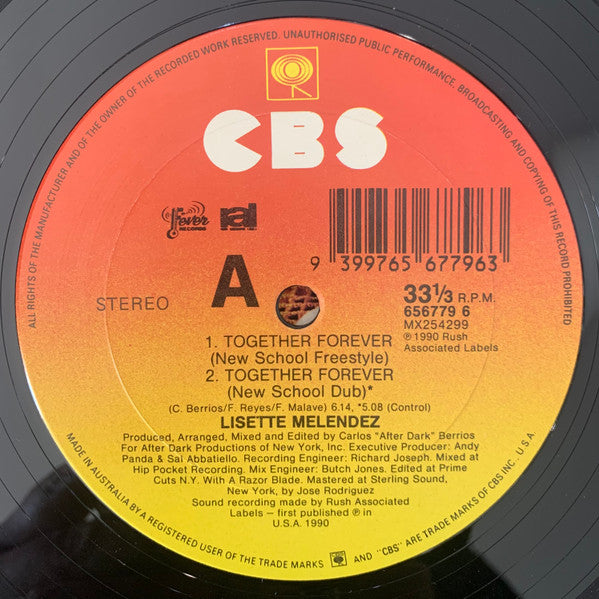 ALL RIGHTS OF THE MANUFACTURER AND OF THE OWNER OF THE RECORDED WORK RESERVED. UNAUTHORISED PUBLIC PERFORMANCE, BROADCASTING AND COPYING OF THIS RECORD PROHIBITED
CBS
Fever
RECORDS
ral
9 399765 677963
STEREO
A
33⅓ R.P.M.
656779 6
MX254299
℗ 1990 Rush
Associated Labels
1. TOGETHER FOREVER
(New School Freestyle)
2. TOGETHER FOREVER
(New School Dub)*
(C. Berrios/F. Reyes/F. Malave) 6.14, *5.08 (Control)
LISETTE MELENDEZ
Produced, Arranged, Mixed and Edited by Carlos "After Dark" Berrios
For After Dark Productions of New York, Inc. Executive Producer: Andy
Panda & Sal Abbatiello. Recording Engineer: Richard Joseph. Mixed at
Hip Pocket Recording. Mix Engineer: Butch Jones. Edited at Prime
Cuts N.Y. With A Razor Blade. Mastered at Sterling Sound,
New York, by Jose Rodriguez
Sound recording made by Rush Associated
Labels – first published ℗ in
U.S.A. 1990
MADE IN AUSTRALIA BY A REGISTERED USER OF THE TRADE MARKS AND "CBS" ARE TRADE MARKS OF CBS INC. U.S.A